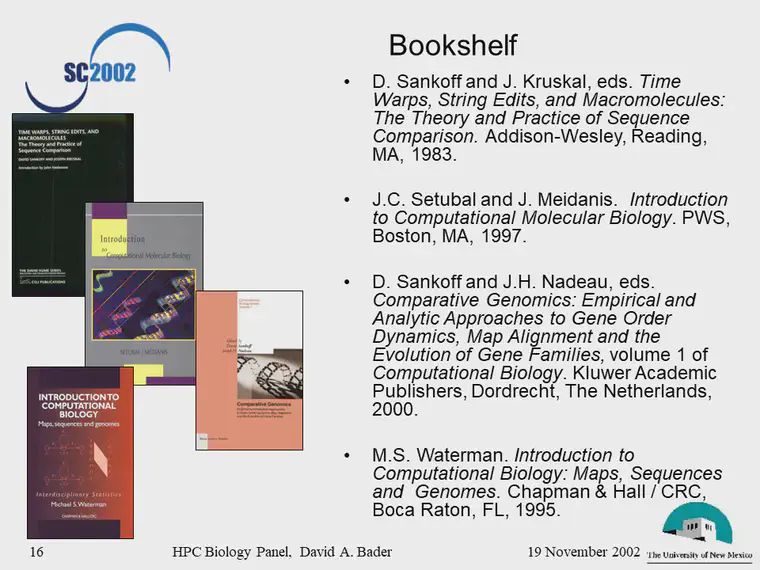 Bookshelf
SC2002
• D. Sankoff and J. Kruskal, eds. Time
Warps, String Edits, and Macromolecules:
The Theory and Practice of Sequence
Comparison. Addison-Wesley, Reading,
MA, 1983.
• J.C. Setubal and J. Meidanis. Introduction
to Computational Molecular Biology. PWS,
Boston, MA, 1997.
• D. Sankoff and J.H. Nadeau, eds.
Comparative Genomics: Empirical and
Analytic Approaches to Gene Order
Dynamics, Map Alignment and the
Evolution of Gene Families, volume 1 of
Computational Biology. Kluwer Academic
Publishers, Dordrecht, The Netherlands,
2000.
• M.S. Waterman. Introduction to
Computational Biology: Maps, Sequences
and Genomes. Chapman & Hall / CRC,
Boca Raton, FL, 1995.
TIME WARPS, STRING EDITS, AND
MACROMOLECULES
The Theory and Practice of
Sequence Comparison
DAVID SANKOFF AND JOSEPH KRUSKAL
Introduction by John Nerbonne
THE DAVID HUME SERIES
CSLI PUBLICATIONS
Introduction
to Computational Molecular Biology
SETUBAL MEIDANIS
David Sankoff
Comparative Genomics
INTRODUCTION TO
COMPUTATIONAL
BIOLOGY
Maps, sequences and genomes
Interdisciplinary Statistics
Michael S. Waterman
CHAPMAN & HALL/CRC
16
HPC Biology Panel, David A. Bader
19 November 2002
The University of New Mexico